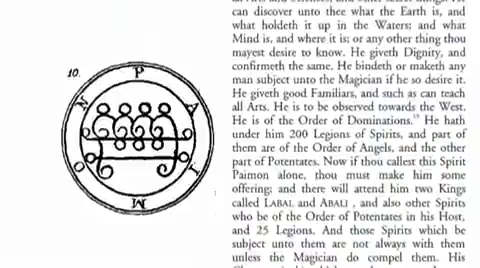 10.
P
A
I
M
O
N
can discover unto thee what the Earth is, and
what holdeth it up in the Waters; and what
Mind is, and where it is; or any other thing thou
mayest desire to know. He giveth Dignity, and
confirmeth the same. He bindeth or maketh any
man subject unto the Magician if he so desire it.
He giveth good Familiars, and such as can teach
all Arts. He is to be observed towards the West.
He is of the Order of Dominations. He hath
under him 200 Legions of Spirits, and part of
them are of the Order of Angels, and the other
part of Potentates. Now if thou callest this Spirit
Paimon alone, thou must make him some
offering; and there will attend him two Kings
called LABAL and ABALI , and also other Spirits
who be of the Order of Potentates in his Host,
and 25 Legions. And those Spirits which be
subject unto them are not always with them
unless the Magician do compel them. His